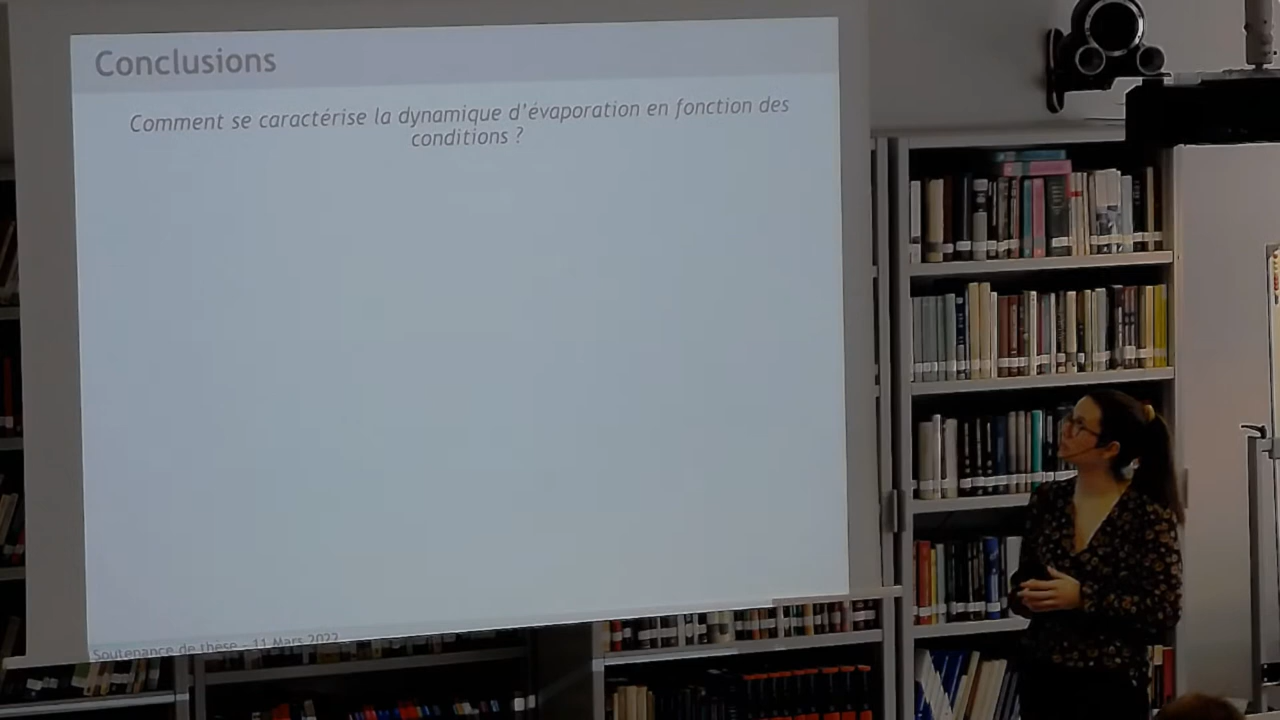 Conclusions
Comment se caractérise la dynamique d'évaporation en fonction des
conditions ?
Soutenance de thèse - 11 Mars 2022